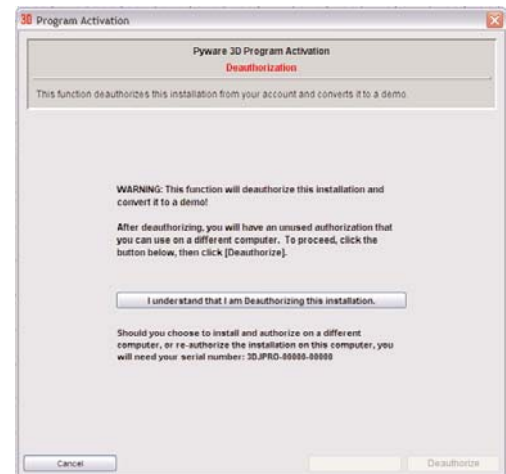 3D Program Activation
Pyware 3D Program Activation
Deauthorization
This function deauthorizes this installation from your account and converts it to a demo.
WARNING: This function will deauthorize this installation and
convert it to a demo!
After deauthorizing, you will have an unused authorization that
you can use on a different computer. To proceed, click the
button below, then click [Deauthorize].
I understand that I am Deauthorizing this installation.
Should you choose to install and authorize on a different
computer, or re-authorize the installation on this computer, you
will need your serial number: 3DJPRO-00000-00000
Cancel
Deauthorize